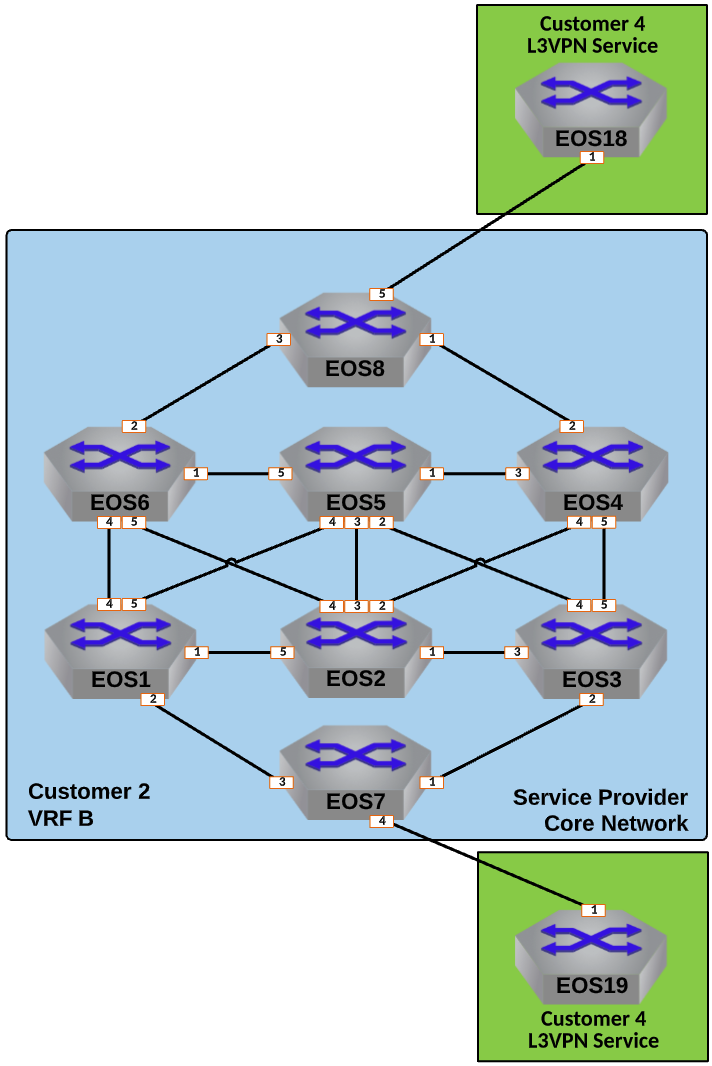 Customer 4
L3VPN Service
EOS18
1
5
EOS8
3 1
2 2
EOS6 EOS5 EOS4
1 5 1 3
4 5 4 3 2 4 5
4 5 4 3 2 4 5
EOS1 EOS2 EOS3
1 5 1 3
2 2
EOS7
3 1
4
Customer 2
VRF B
Service Provider
Core Network
1
EOS19
Customer 4
L3VPN Service